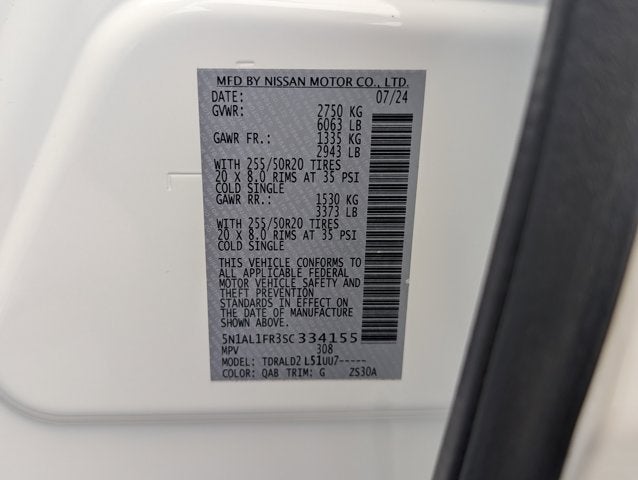 MFD BY NISSAN MOTOR CO., LTD.
DATE: 07/24
GVWR: 2750 KG
6063 LB
GAWR FR.: 1335 KG
2943 LB
WITH 255/50R20 TIRES
20 X 8.0 RIMS AT 35 PSI
COLD SINGLE
GAWR RR.: 1530 KG
3373 LB
WITH 255/50R20 TIRES
20 X 8.0 RIMS AT 35 PSI
COLD SINGLE
THIS VEHICLE CONFORMS TO
ALL APPLICABLE FEDERAL
MOTOR VEHICLE SAFETY AND
THEFT PREVENTION
STANDARDS IN EFFECT ON
THE DATE OF MANUFACTURE
SHOWN ABOVE.
5N1AL1FR3SC334155
MPV 308
MODEL: TDRALD2 L51UU7-----
COLOR: QAB TRIM: G ZS30A